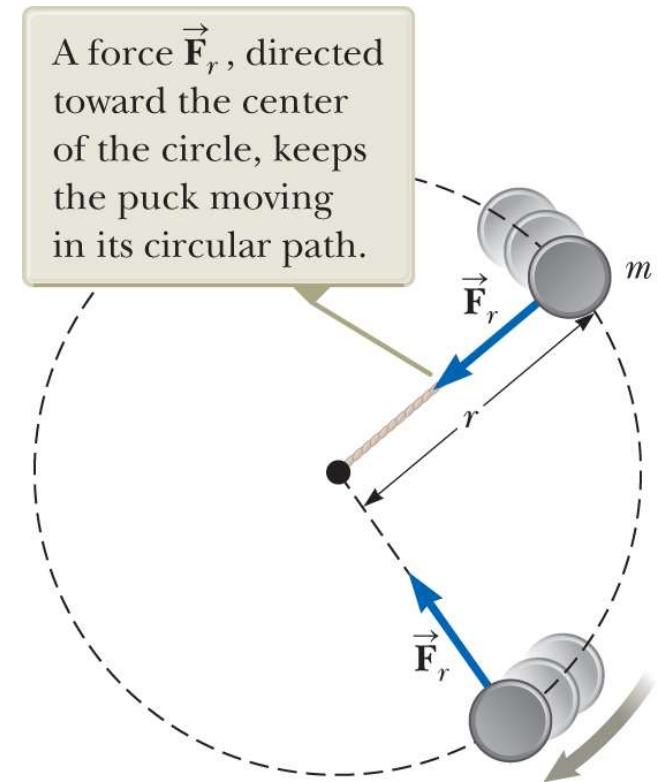 A force F⃗ᵣ, directed
toward the center
of the circle, keeps
the puck moving
in its circular path.
m
F⃗ᵣ
r
F⃗ᵣ